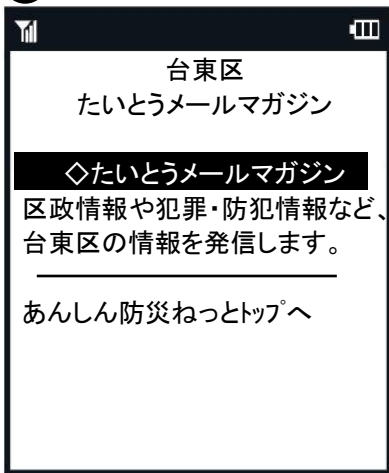 台東区
たいとうメールマガジン
◇たいとうメールマガジン
区政情報や犯罪・防犯情報など、
台東区の情報を発信します。
あんしん防災ねっとﾄｯﾌﾟへ